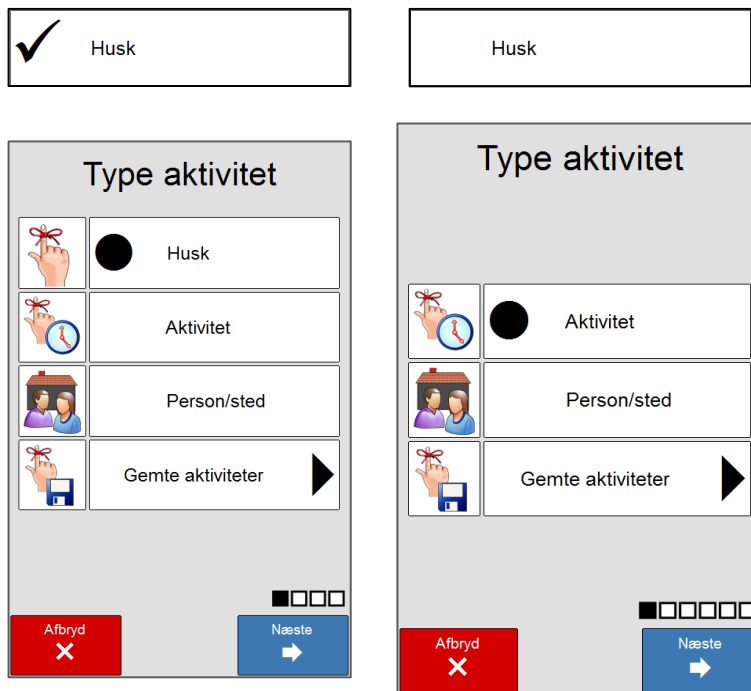 Husk
Husk
Type aktivitet
Husk
Aktivitet
Person/sted
Gemte aktiviteter
Afbryd
Næste
Type aktivitet
Aktivitet
Person/sted
Gemte aktiviteter
Afbryd
Næste